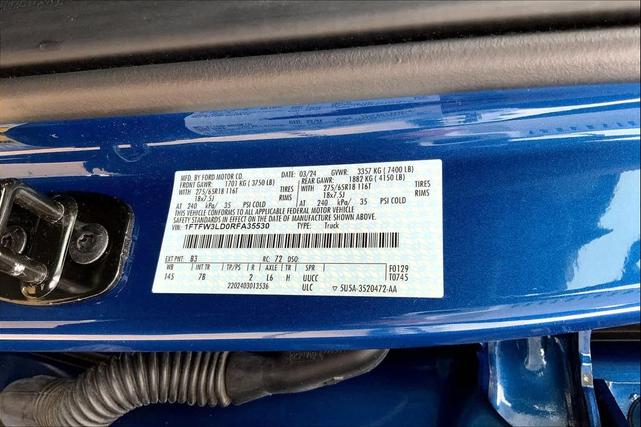 MFD. BY FORD MOTOR CO.
DATE: 03/24 GVWR: 3357 KG (7400 LB)
FRONT GAWR: 1701 KG (3750 LB) REAR GAWR: 1882 KG (4150 LB)
WITH 275/65R18 116T TIRES WITH 275/65R18 116T TIRES
18x7.5J RIMS 18x7.5J RIMS
AT 240 kPa/ 35 PSI COLD AT 240 kPa/ 35 PSI COLD
THIS VEHICLE CONFORMS TO ALL APPLICABLE FEDERAL MOTOR VEHICLE
SAFETY STANDARDS IN EFFECT ON THE DATE OF MANUFACTURE SHOWN ABOVE.
VIN: 1FTFW3LD0RFA35530 TYPE: Truck
EXT PNT: B3 RC: 72 DSO:
WB INT TR TP/PS R AXLE TR SPR F0129
145 7B 2 L6 H UUCC T0745
2202403013536 ULC 5U5A-3520472-AA